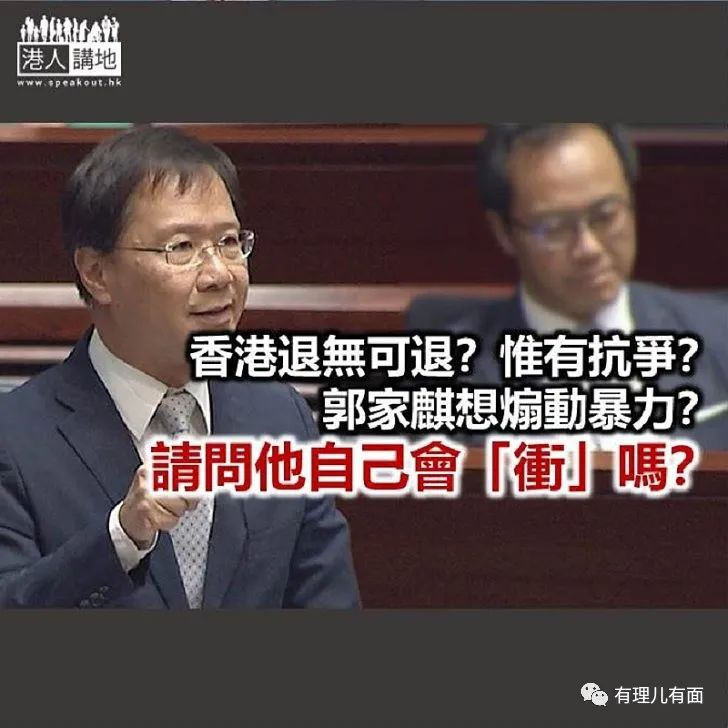 港人講地
www.speakout.hk
香港退無可退？惟有抗爭？
郭家麒想煽動暴力？
請問他自己會「衝」嗎？
有理儿有面